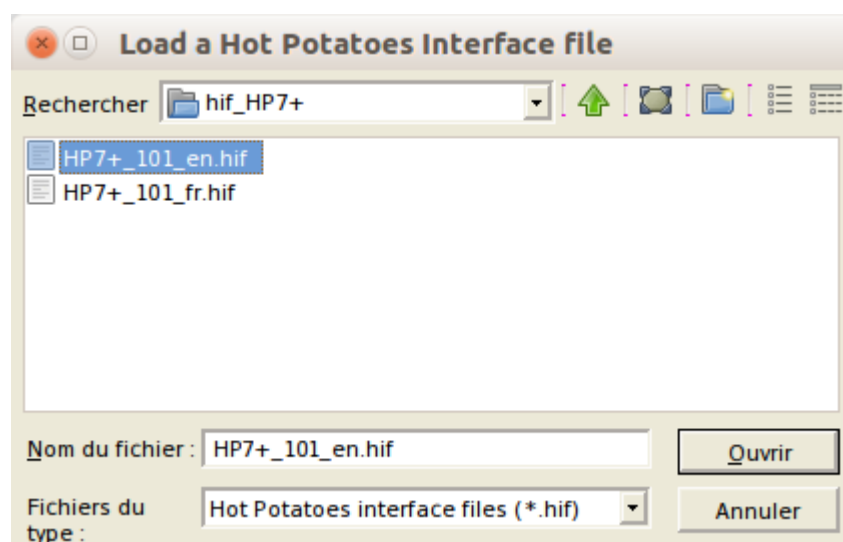 Load a Hot Potatoes Interface file
Rechercher hif_HP7+
HP7+_101_en.hif
HP7+_101_fr.hif
Nom du fichier : HP7+_101_en.hif Ouvrir
Fichiers du type : Hot Potatoes interface files (*.hif) Annuler